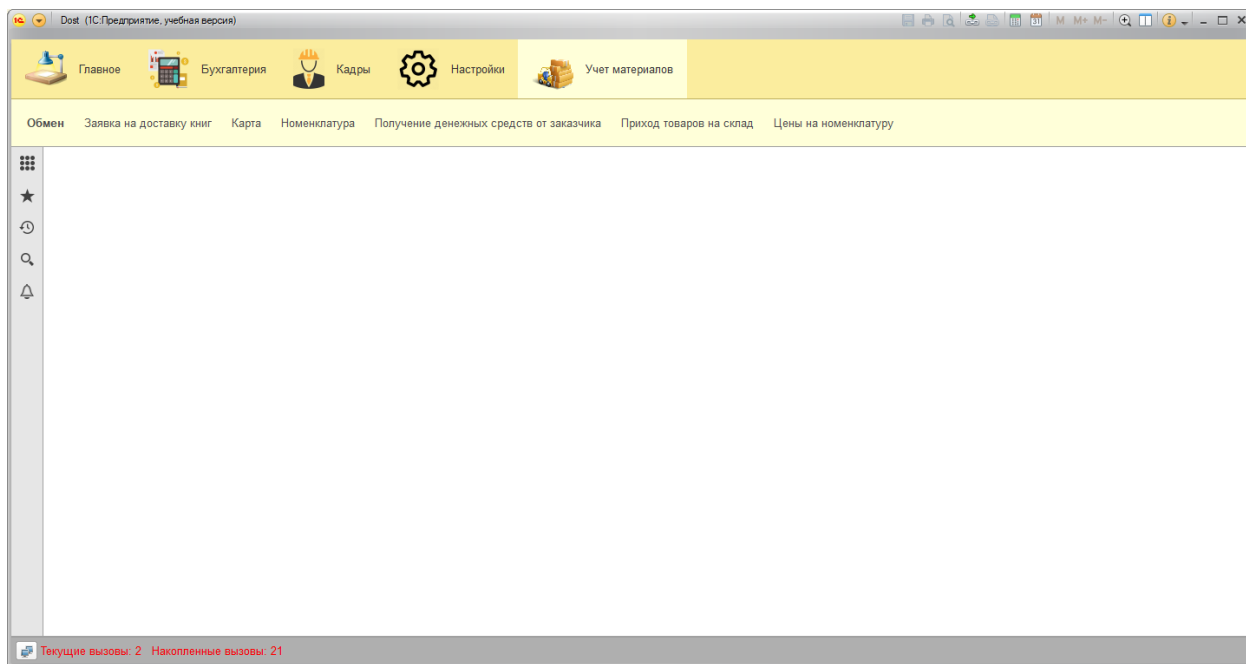 Dost (1С:Предприятие, учебная версия)
M M+ M-
31
Главное Бухгалтерия Кадры Настройки Учет материалов
Обмен Заявка на доставку книг Карта Номенклатура Получение денежных средств от заказчика Приход товаров на склад Цены на номенклатуру
Текущие вызовы: 2 Накопленные вызовы: 21